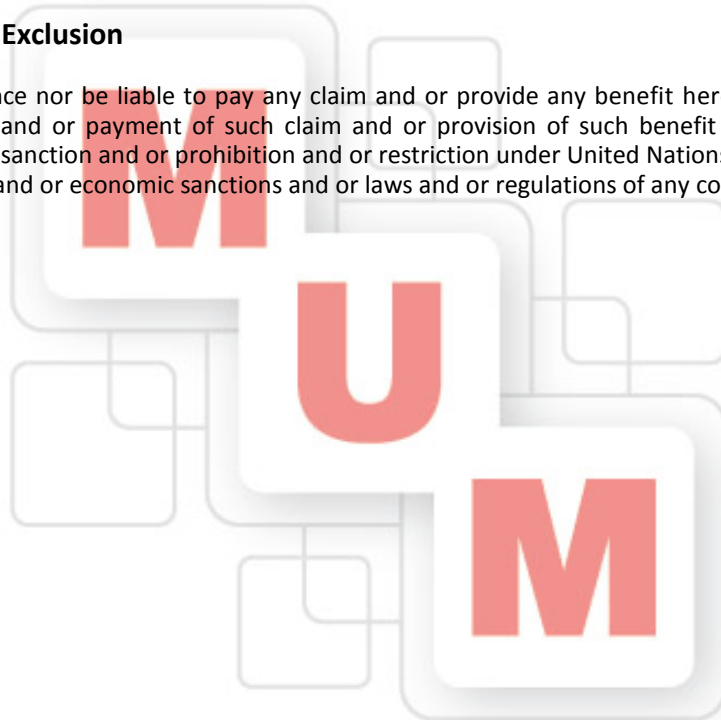 Exclusion
ce nor be liable to pay any claim and or provide any benefit her
and or payment of such claim and or provision of such benefit
sanction and or prohibition and or restriction under United Nations
and or economic sanctions and or laws and or regulations of any co
M
U
M